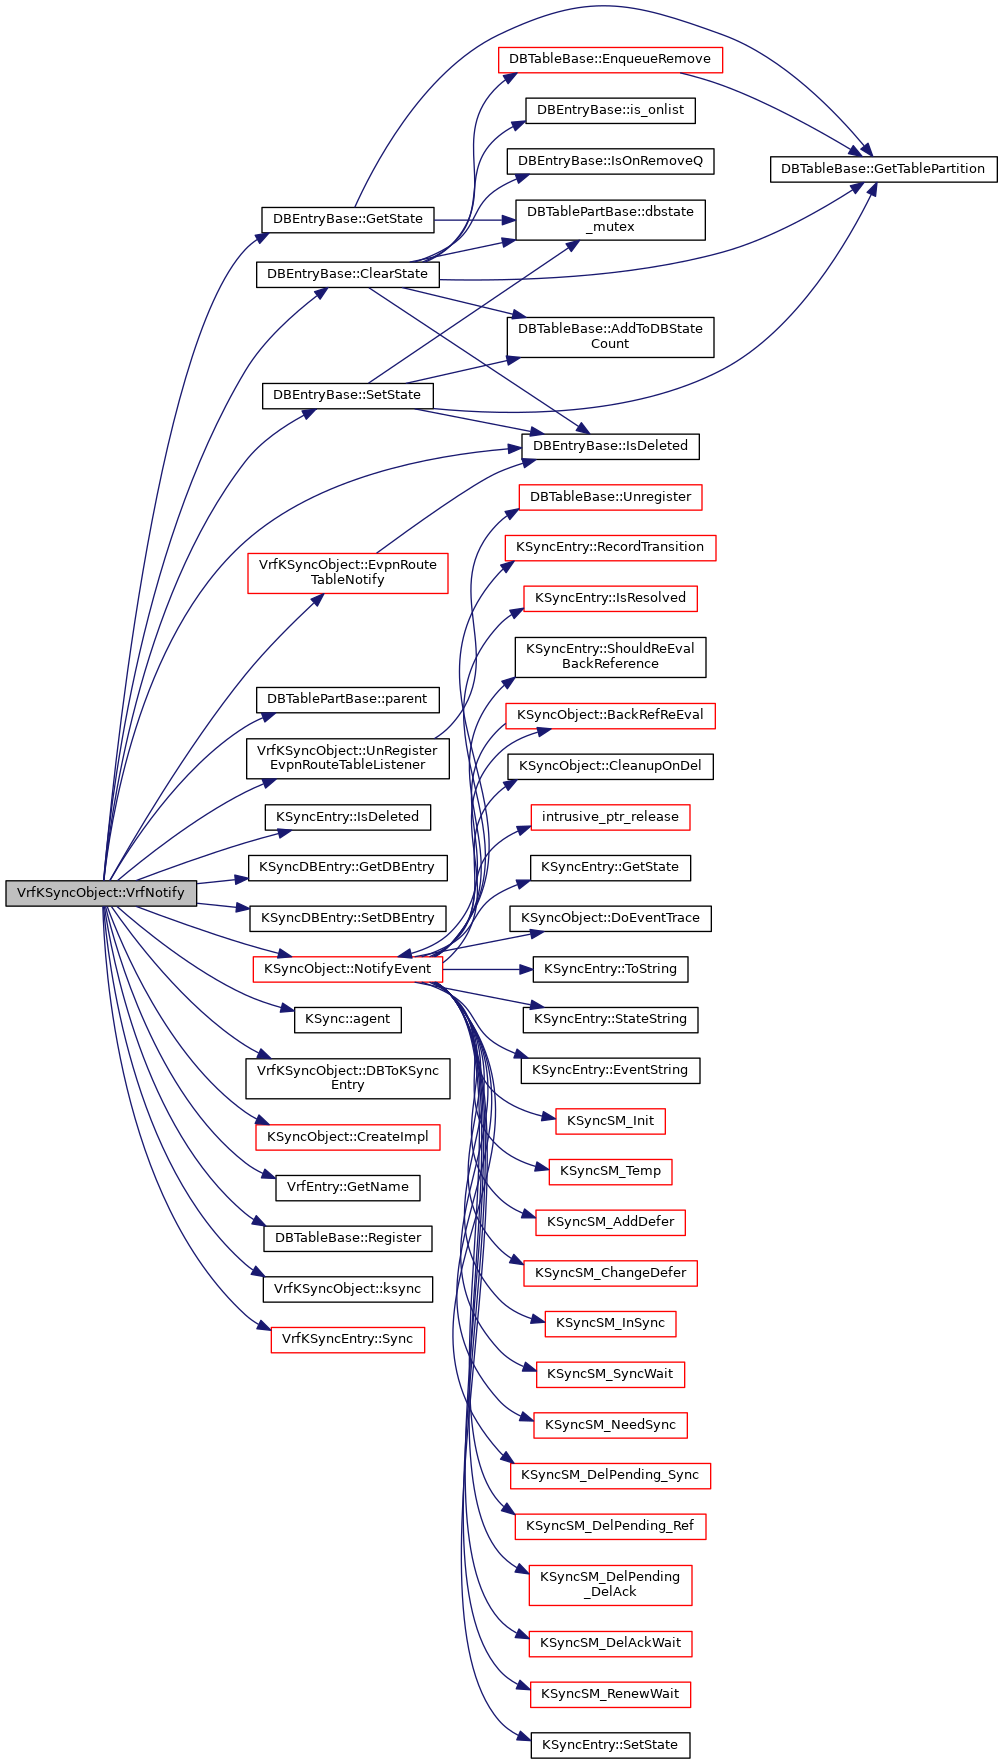 DBTableBase::EnqueueRemove
DBEntryBase::is_onlist
DBEntryBase::IsOnRemoveQ
DBTableBase::GetTablePartition
DBEntryBase::GetState
DBTablePartBase::dbstate
_mutex
DBEntryBase::ClearState
DBTableBase::AddToDBState
Count
DBEntryBase::SetState
DBEntryBase::IsDeleted
DBTableBase::Unregister
KSyncEntry::RecordTransition
VrfKSyncObject::EvpnRoute
TableNotify
KSyncEntry::IsResolved
KSyncEntry::ShouldReEval
BackReference
DBTablePartBase::parent
KSyncObject::BackRefReEval
VrfKSyncObject::UnRegister
EvpnRouteTableListener
KSyncObject::CleanupOnDel
KSyncEntry::IsDeleted
intrusive_ptr_release
KSyncDBEntry::GetDBEntry
KSyncEntry::GetState
VrfKSyncObject::VrfNotify
KSyncDBEntry::SetDBEntry
KSyncObject::DoEventTrace
KSyncObject::NotifyEvent
KSyncEntry::ToString
KSync::agent
KSyncEntry::StateString
VrfKSyncObject::DBToKSync
Entry
KSyncEntry::EventString
KSyncSM_Init
KSyncObject::CreateImpl
KSyncSM_Temp
VrfEntry::GetName
KSyncSM_AddDefer
DBTableBase::Register
KSyncSM_ChangeDefer
VrfKSyncObject::ksync
KSyncSM_InSync
VrfKSyncEntry::Sync
KSyncSM_SyncWait
KSyncSM_NeedSync
KSyncSM_DelPending_Sync
KSyncSM_DelPending_Ref
KSyncSM_DelPending
_DelAck
KSyncSM_DelAckWait
KSyncSM_RenewWait
KSyncEntry::SetState